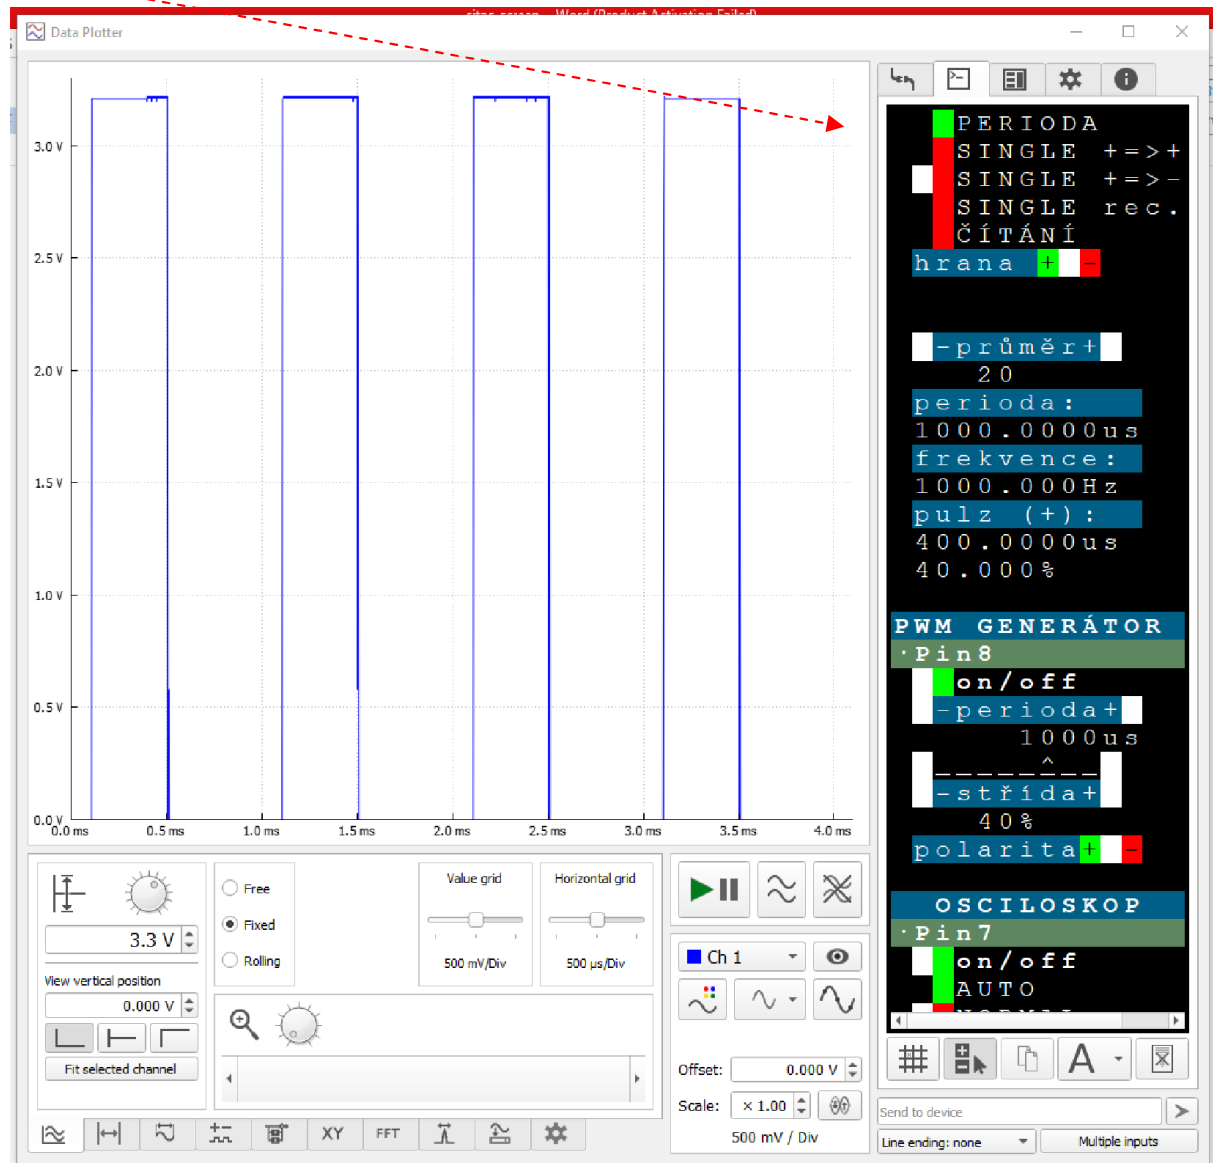 Data Plotter
3.0 V
2.5 V
2.0 V
1.5 V
1.0 V
0.5 V
0.0 V
0.0 ms
0.5 ms
1.0 ms
1.5 ms
2.0 ms
2.5 ms
3.0 ms
3.5 ms
4.0 ms
PERIODA
SINGLE +=>+
SINGLE +=>-
SINGLE rec.
ČÍTÁNÍ
hrana + -
-průměr+
20
perioda:
1000.0000us
frekvence:
1000.000Hz
pulz (+):
400.0000us
40.000%
PWM GENERÁTOR
·Pin8
on/off
-perioda+
1000us
^
-střída+
40%
polarita+ -
OSCILOSKOP
·Pin7
on/off
AUTO
3.3 V
View vertical position
0.000 V
Fit selected channel
Free
Fixed
Rolling
Value grid
500 mV/Div
Horizontal grid
500 µs/Div
Ch 1
Offset: 0.000 V
Scale: × 1.00
500 mV / Div
XY
FFT
A
Send to device
Line ending: none
Multiple inputs